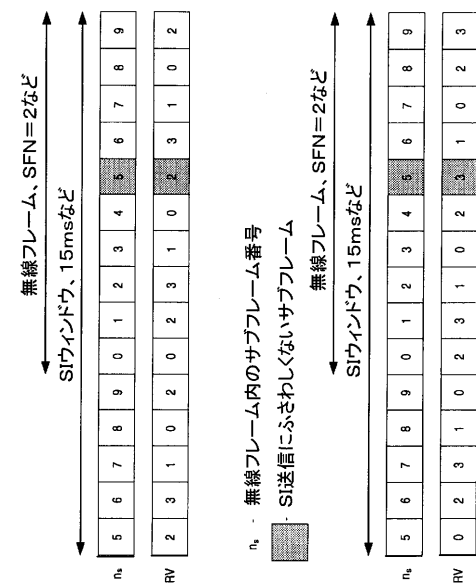 無線フレーム、SFN=2など
SIウィンドウ、15msなど
n_s 5 6 7 8 9 0 1 2 3 4 5 6 7 8 9
RV 2 3 1 0 2 0 2 3 1 0 2 3 1 0 2
n_s - 無線フレーム内のサブフレーム番号
- SI送信にふさわしくないサブフレーム
無線フレーム、SFN=2など
SIウィンドウ、15msなど
n_s 5 6 7 8 9 0 1 2 3 4 5 6 7 8 9
RV 0 2 3 1 0 2 3 1 0 2 3 1 0 2 3